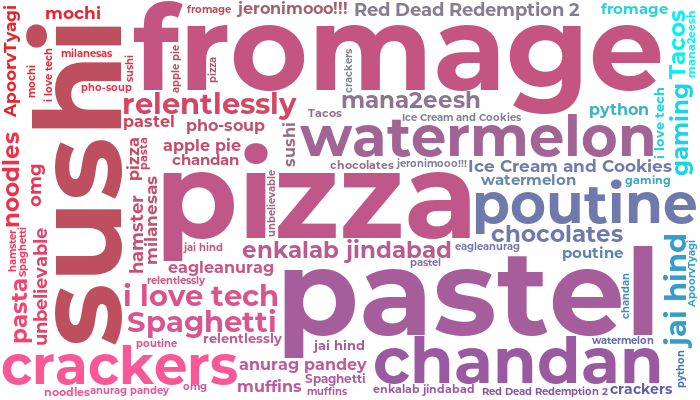 mochi
fromage
jeronimooo!!!
Red Dead Redemption 2
fromage
ApoorvTyagi
sushi
fromage
Tacos
mana2eesh
milanesas
i love tech
mochi
pho-soup
sushi
apple pie
pizza
crackers
gaming
relentlessly
mana2eesh
python
pastel
pho-soup
Tacos
Ice Cream and Cookies
watermelon
i love tech
noodles
omg
pizza
pasta
apple pie
chandan
sushi
chocolates
jeronimooo!!!
Ice Cream and Cookies
watermelon
gaming
pizza
unbelievable
poutine
hamster
milanesas
hamster
Spaghetti
unbelievable
jai hind
enkalab jindabad
eagleanurag
chocolates
poutine
jai hind
ApoorvTyagi
eagleanurag
pastel
relentlessly
pastel
chandan
pasta
i love tech
Spaghetti
relentlessly
poutine
jai hind
watermelon
crackers
anurag pandey
chandan
python
Spaghetti
noodles
anurag pandey
omg
muffins
muffins
enkalab jindabad
Red Dead Redemption 2
crackers